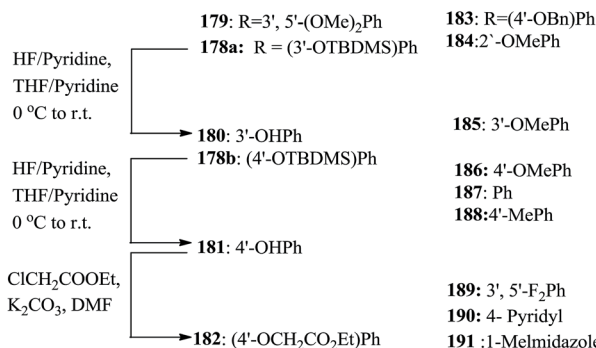 179: R=3', 5'-(OMe)₂Ph
178a: R = (3'-OTBDMS)Ph
HF/Pyridine,
THF/Pyridine
0 °C to r.t.
180: 3'-OHPh
178b: (4'-OTBDMS)Ph
HF/Pyridine,
THF/Pyridine
0 °C to r.t.
181: 4'-OHPh
ClCH₂COOEt,
K₂CO₃, DMF
182: (4'-OCH₂CO₂Et)Ph
183: R=(4'-OBn)Ph
184:2`-OMePh
185: 3'-OMePh
186: 4'-OMePh
187: Ph
188:4'-MePh
189: 3', 5'-F₂Ph
190: 4- Pyridyl
191 :1-MeImidazole